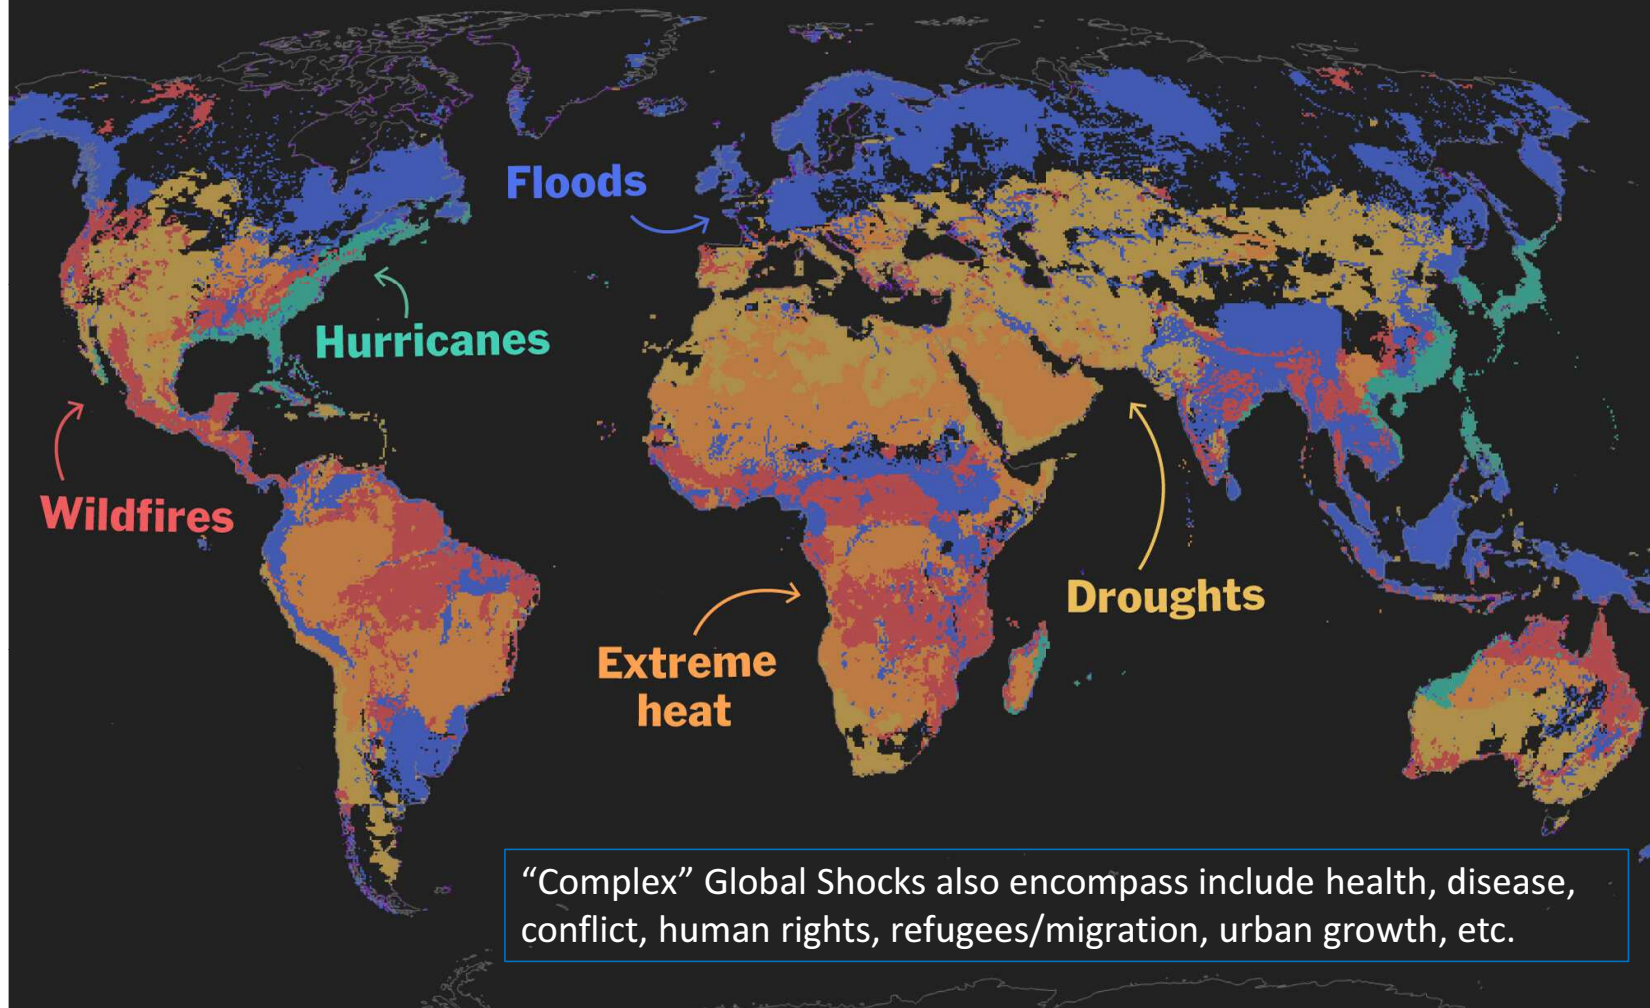 Floods
Hurricanes
Wildfires
Droughts
Extreme
heat
“Complex” Global Shocks also encompass include health, disease,
conflict, human rights, refugees/migration, urban growth, etc.